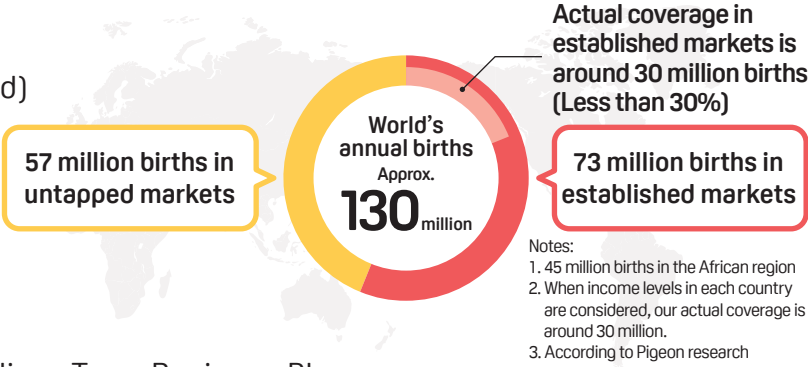 Actual coverage in
established markets is
around 30 million births
(Less than 30%)
d)
World's
annual births
Approx.
130 million
57 million births in
untapped markets
73 million births in
established markets
Notes:
1. 45 million births in the African region
2. When income levels in each country
are considered, our actual coverage is
around 30 million.
3. According to Pigeon research